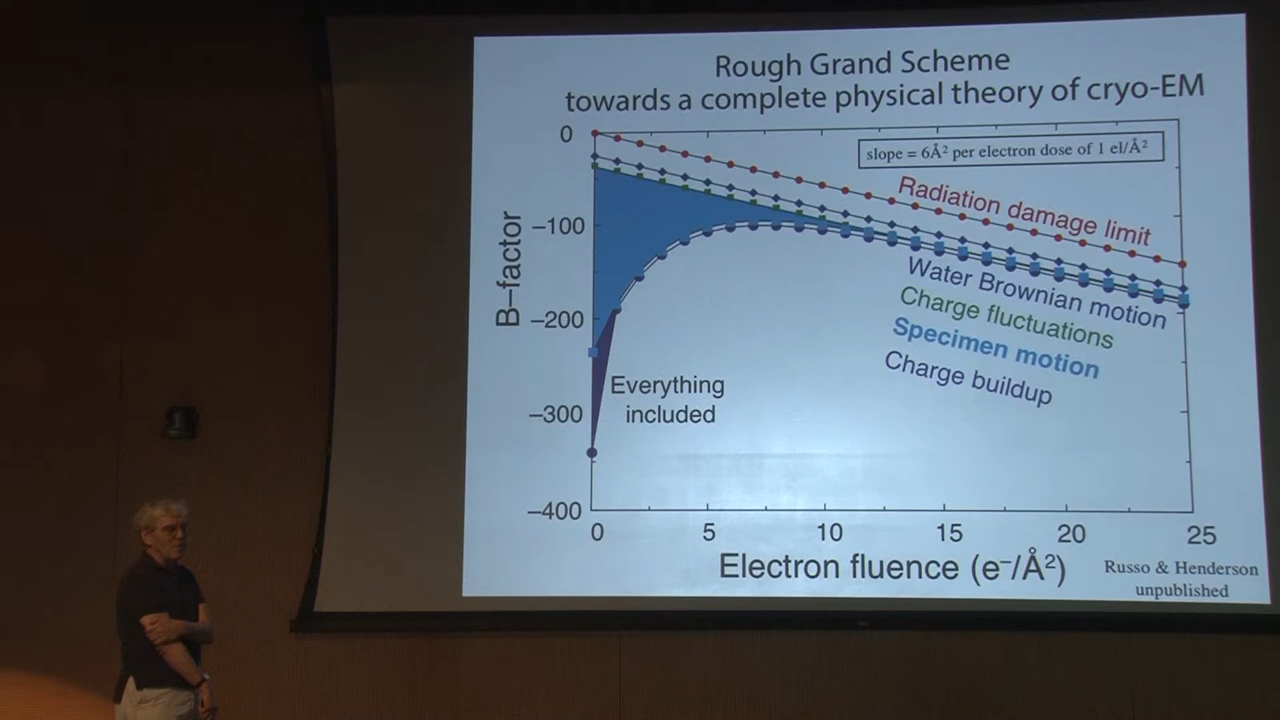 Rough Grand Scheme
towards a complete physical theory of cryo-EM
slope = 6Å² per electron dose of 1 el/Å²
0
–100
–200
–300
–400
B–factor
Radiation damage limit
Water Brownian motion
Charge fluctuations
Specimen motion
Charge buildup
Everything
included
0 5 10 15 20 25
Electron fluence (e⁻/Å²)
Russo & Henderson
unpublished